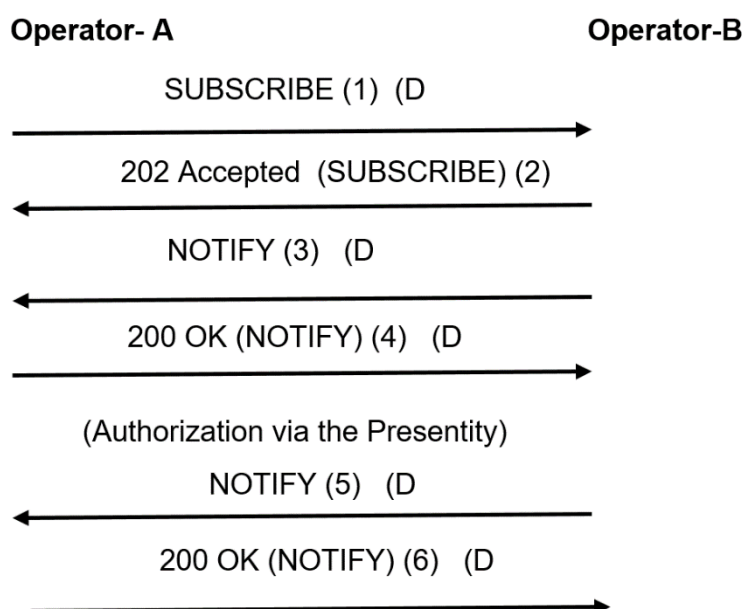 Operator- A Operator-B
SUBSCRIBE (1) (D
202 Accepted (SUBSCRIBE) (2)
NOTIFY (3) (D
200 OK (NOTIFY) (4) (D
(Authorization via the Presentity)
NOTIFY (5) (D
200 OK (NOTIFY) (6) (D